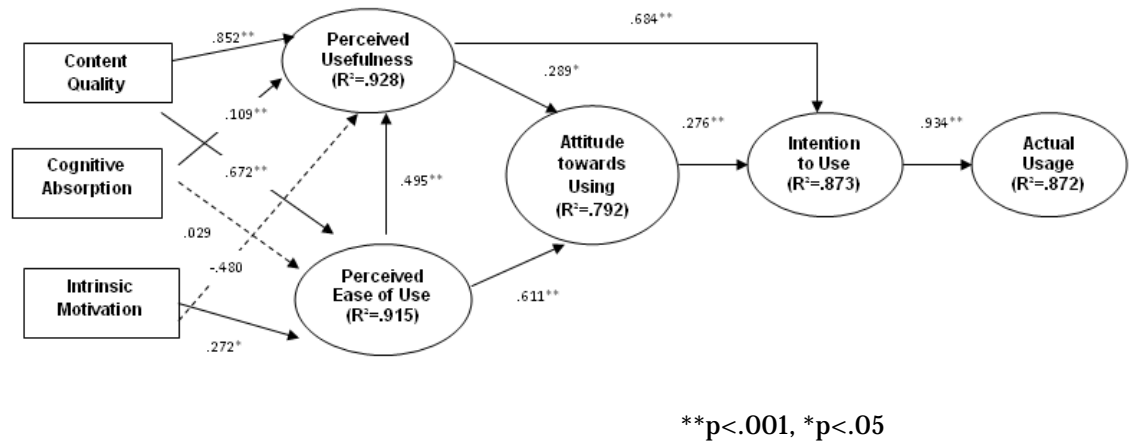 .684**
.852**
Perceived
Usefulness
(R²=.928)
Content
Quality
.289*
.109**
.276**
.934**
Attitude
towards
Using
(R²=.792)
Intention
to Use
(R²=.873)
Actual
Usage
(R²=.872)
Cognitive
Absorption
.672**
.495**
.029
-.480
Intrinsic
Motivation
Perceived
Ease of Use
(R²=.915)
.611**
.272*
**p<.001, *p<.05